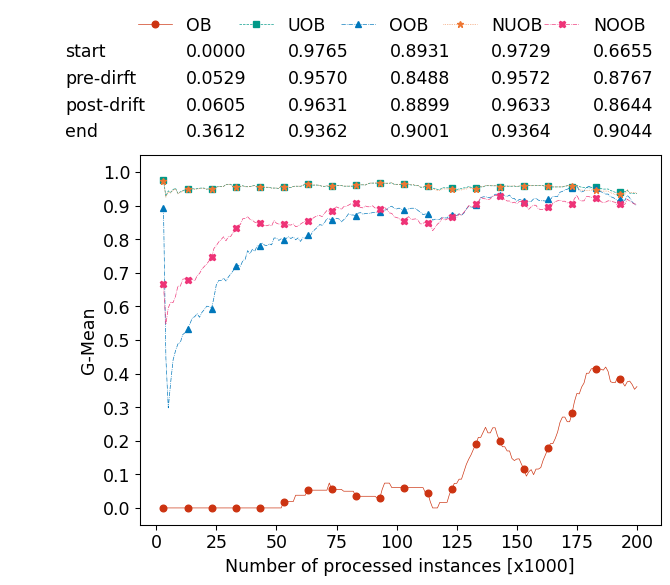 OB UOB OOB NUOB NOOB
start 0.0000 0.9765 0.8931 0.9729 0.6655
pre-dirft 0.0529 0.9570 0.8488 0.9572 0.8767
post-drift 0.0605 0.9631 0.8899 0.9633 0.8644
end 0.3612 0.9362 0.9001 0.9364 0.9044
1.0
0.9
0.8
0.7
0.6
0.5
0.4
0.3
0.2
0.1
0.0
G-Mean
0 25 50 75 100 125 150 175 200
Number of processed instances [x1000]